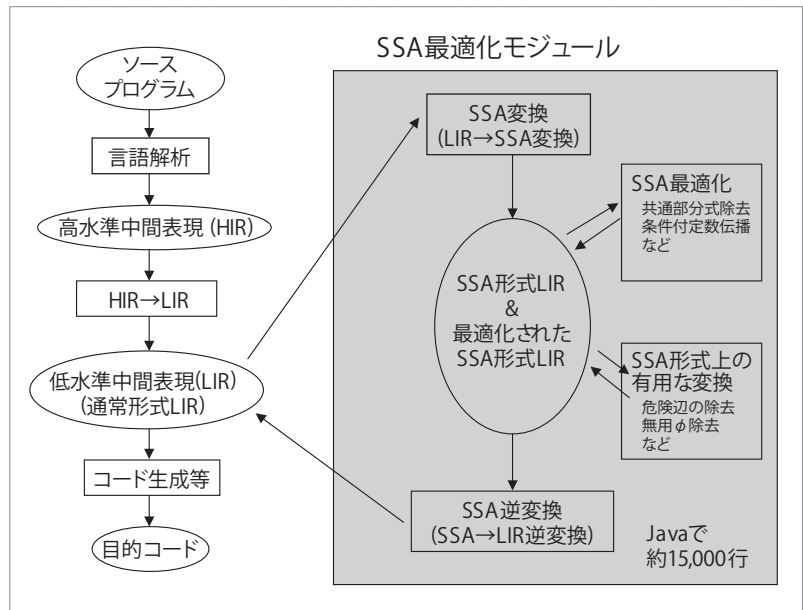 ソース
プログラム
言語解析
高水準中間表現 (HIR)
HIR→LIR
低水準中間表現(LIR)
(通常形式LIR)
コード生成等
目的コード
SSA最適化モジュール
SSA変換
(LIR→SSA変換)
SSA形式LIR
&
最適化された
SSA形式LIR
SSA最適化
共通部分式除去
条件付定数伝播
など
SSA形式上の
有用な変換
危険辺の除去
無用φ除去
など
SSA逆変換
(SSA→LIR逆変換)
Javaで
約15,000行